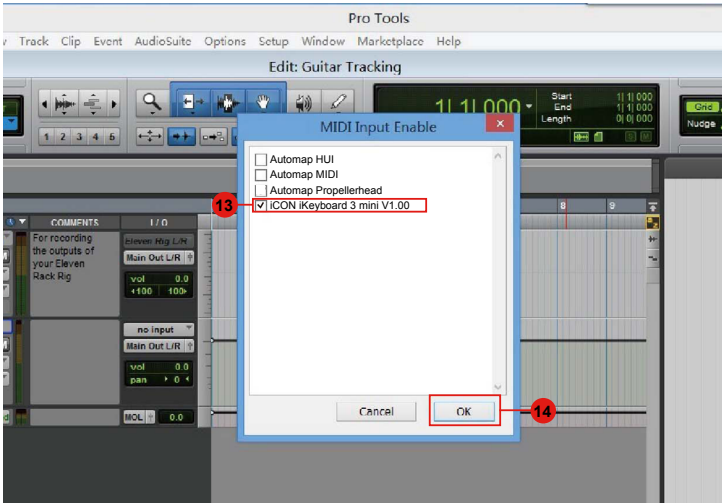 Pro Tools
Track Clip Event AudioSuite Options Setup Window Marketplace Help
Edit: Guitar Tracking
1| 1| 000
Start 1| 1| 000
End 1| 1| 000
Length 0| 0| 000
Grid
Nudge
1 2 3 4 5
MIDI Input Enable
Automap HUI
Automap MIDI
Automap Propellerhead
13
iCON iKeyboard 3 mini V1.00
8 9
COMMENTS I / O
For recording
the outputs of
your Eleven
Rack Rig
Eleven Rig L/R
Main Out L/R
vol 0.0
100 100
no input
Main Out L/R
vol 0.0
pan 0
MOL 0.0
Cancel OK
14